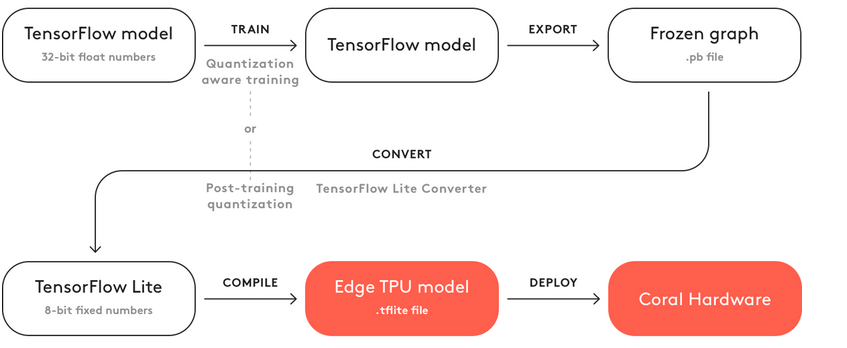 TensorFlow model
32-bit float numbers
TRAIN
Quantization
aware training
TensorFlow model
EXPORT
Frozen graph
.pb file
or
CONVERT
Post-training
quantization
TensorFlow Lite Converter
TensorFlow Lite
8-bit fixed numbers
COMPILE
Edge TPU model
.tflite file
DEPLOY
Coral Hardware